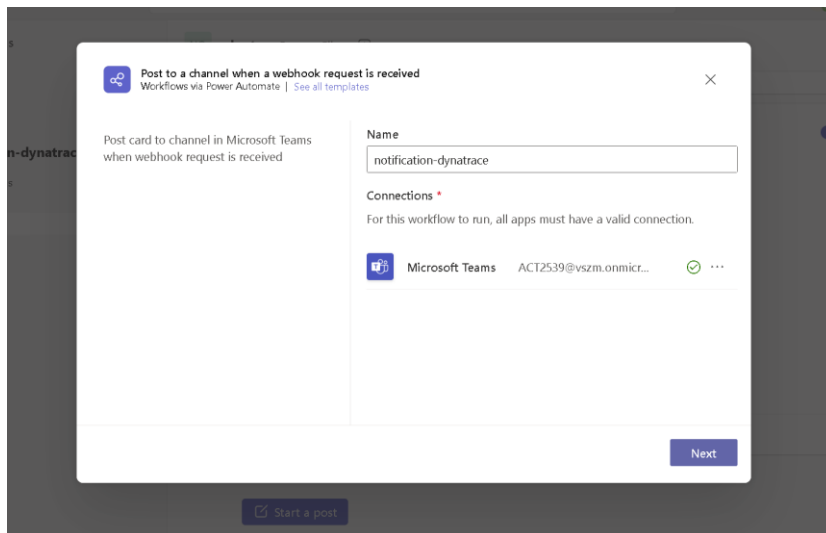 Post to a channel when a webhook request is received
Workflows via Power Automate | See all templates
Post card to channel in Microsoft Teams
when webhook request is received
Name
notification-dynatrace
Connections *
For this workflow to run, all apps must have a valid connection.
Microsoft Teams ACT2539@vszm.onmicr...
Next
n-dynatrac
Start a post